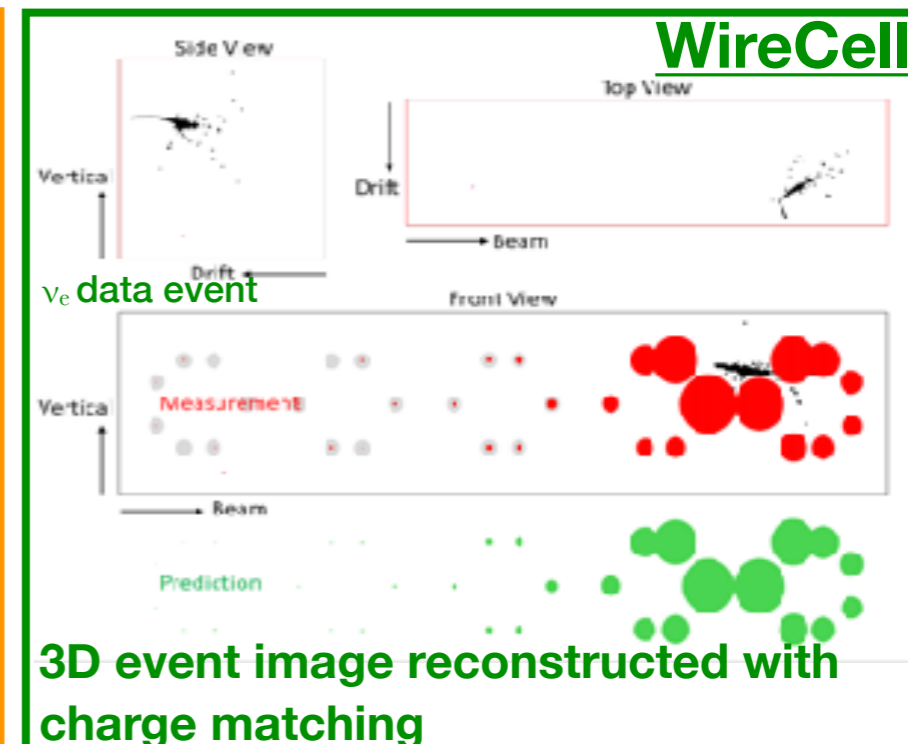 WireCell
Side View
Top View
Vertical
Drift
Beam
Drift
νe data event
Front View
Measurement
Vertical
Beam
Prediction
3D event image reconstructed with
charge matching